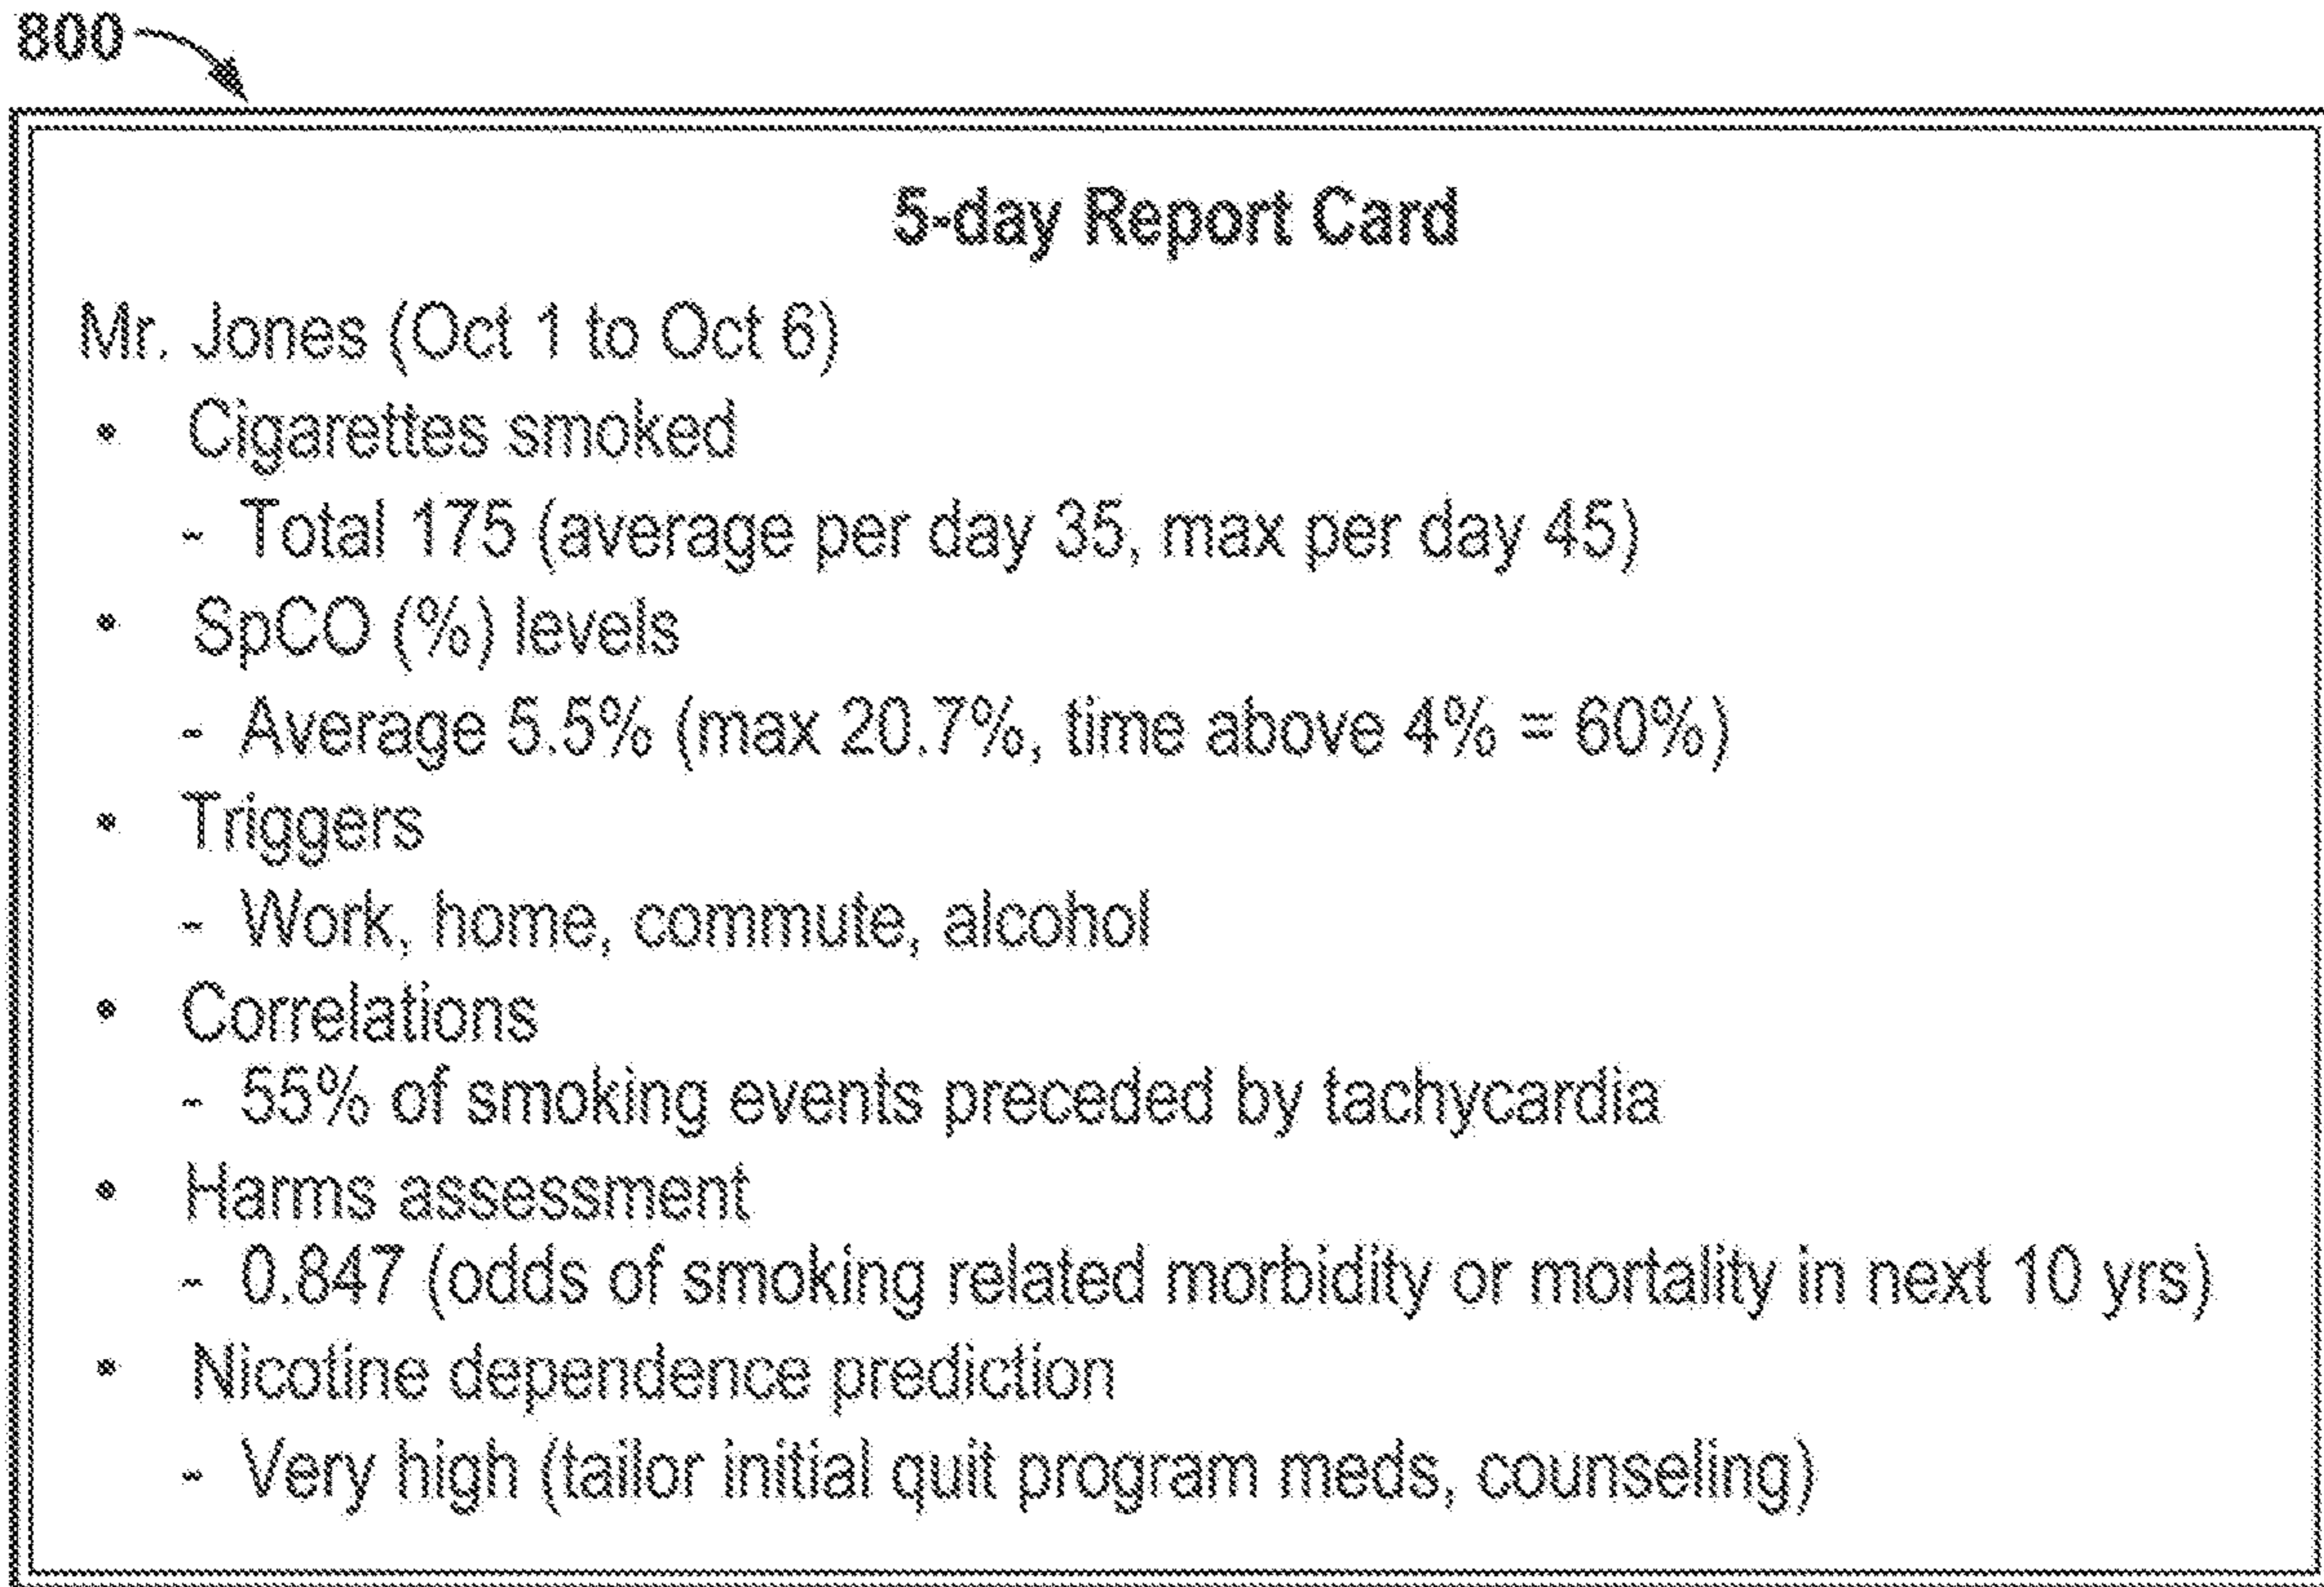 800
5-day Report Card
Mr. Jones (Oct 1 to Oct 6)
• Cigarettes smoked
- Total 175 (average per day 35, max per day 45)
• SpCO (%) levels
- Average 5.5% (max 20.7%, time above 4% = 60%)
• Triggers
- Work, home, commute, alcohol
• Correlations
- 55% of smoking events preceded by tachycardia
• Harms assessment
- 0.847 (odds of smoking related morbidity or mortality in next 10 yrs)
• Nicotine dependence prediction
- Very high (tailor initial quit program meds, counseling)